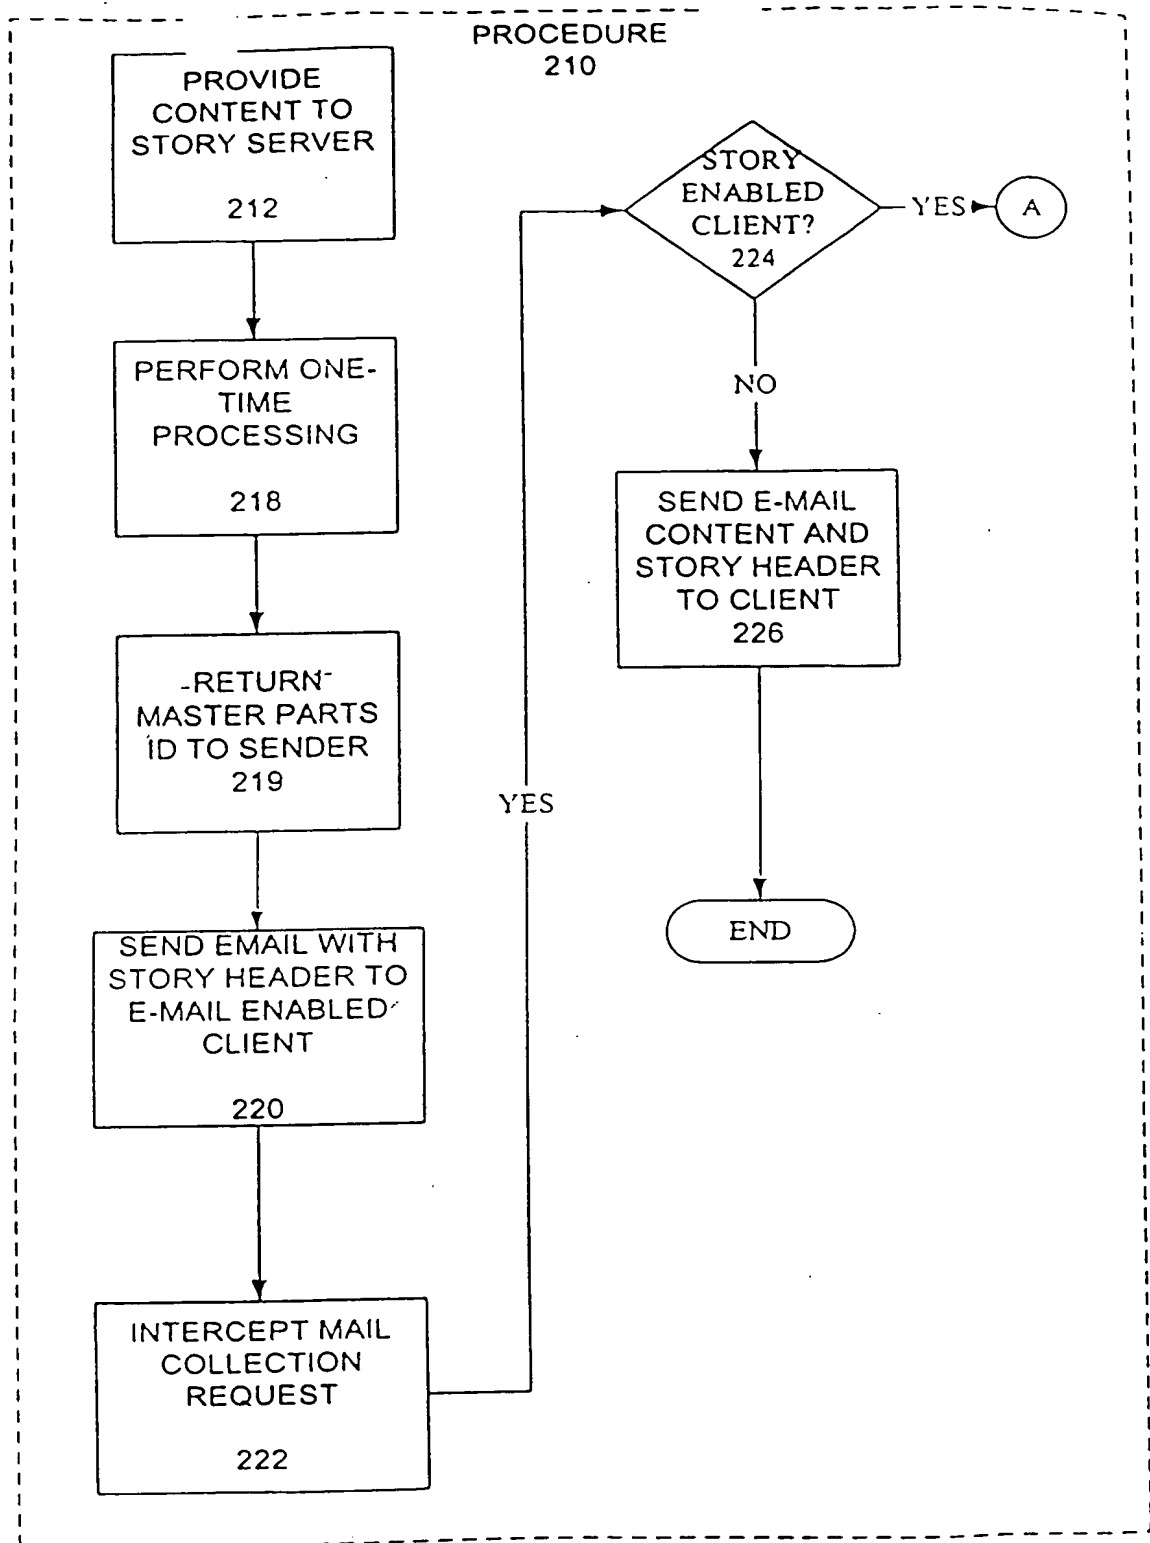 PROCEDURE
210
PROVIDE
CONTENT TO
STORY SERVER
212
PERFORM ONE-
TIME
PROCESSING
218
RETURN
MASTER PARTS
ID TO SENDER
219
SEND EMAIL WITH
STORY HEADER TO
E-MAIL ENABLED
CLIENT
220
INTERCEPT MAIL
COLLECTION
REQUEST
222
YES
STORY
ENABLED
CLIENT?
224
YES
A
NO
SEND E-MAIL
CONTENT AND
STORY HEADER
TO CLIENT
226
END